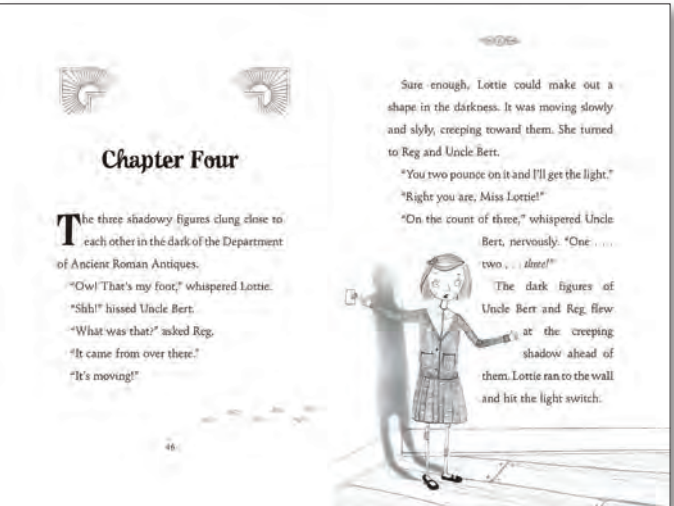 Chapter Four
The three shadowy figures clung close to
each other in the dark of the Department
of Ancient Roman Antiques.
"Ow! That's my foot," whispered Lottie.
"Shh!" hissed Uncle Bert.
"What was that?" asked Reg.
"It came from over there."
"It's moving!"
46
Sure enough, Lottie could make out a
shape in the darkness. It was moving slowly
and slyly, creeping toward them. She turned
to Reg and Uncle Bert.
"You two pounce on it and I'll get the light."
"Right you are, Miss Lottie!"
"On the count of three," whispered Uncle
Bert, nervously. "One . . .
two . . . three!"
The dark figures of
Uncle Bert and Reg flew
at the creeping
shadow ahead of
them. Lottie ran to the wall
and hit the light switch.